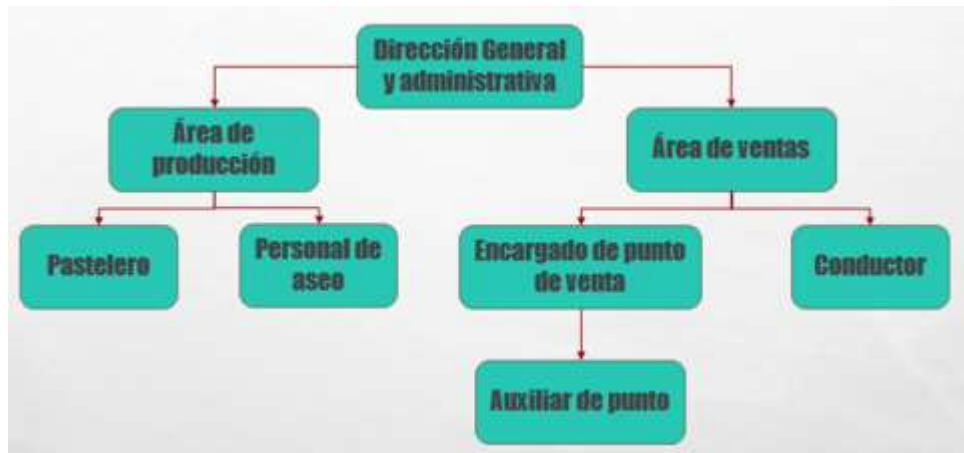 Dirección General
y administrativa
Área de
producción
Área de ventas
Pastelero
Personal de
aseo
Encargado de punto
de venta
Conductor
Auxiliar de punto